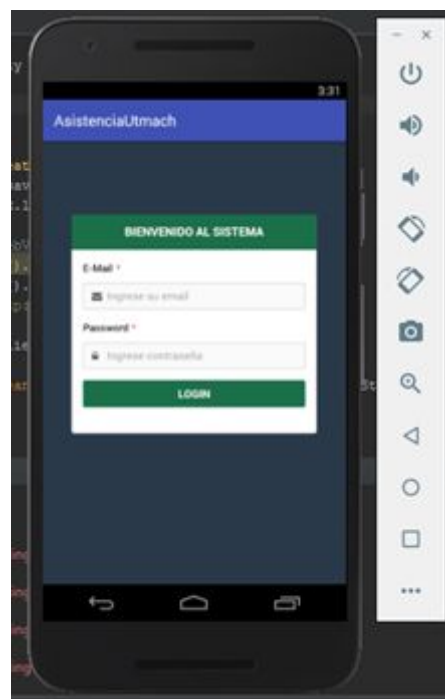 3:31
AsistenciaUtmach
BIENVENIDO AL SISTEMA
E-Mail *
Ingrese su email
Password *
Ingrese contraseña
LOGIN